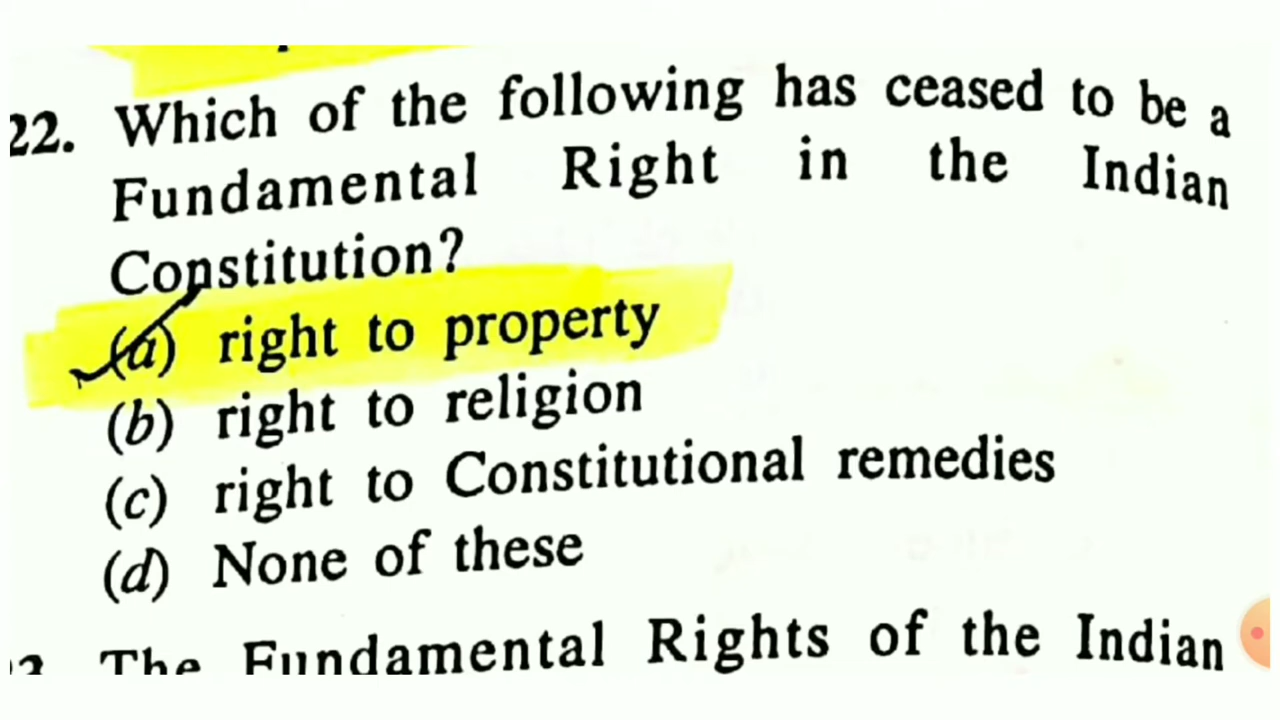 22. Which of the following has ceased to be a
Fundamental Right in the Indian
Constitution?
(a) right to property
(b) right to religion
(c) right to Constitutional remedies
(d) None of these
The Fundamental Rights of the Indian